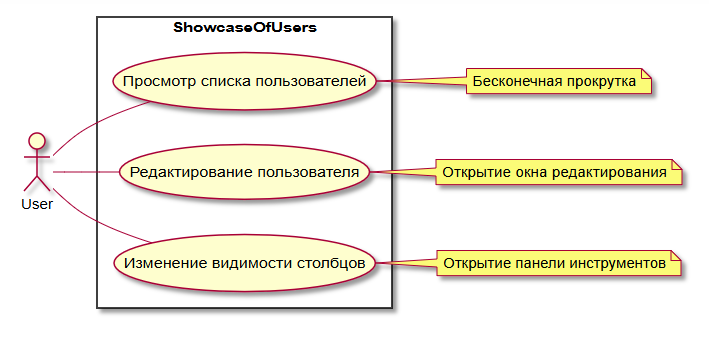 ShowcaseOfUsers
Просмотр списка пользователей
Бесконечная прокрутка
Редактирование пользователя
Открытие окна редактирования
User
Изменение видимости столбцов
Открытие панели инструментов